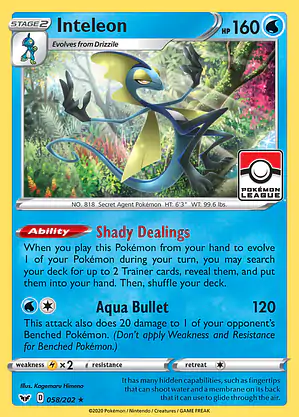 STAGE 2
Inteleon
HP 160
Evolves from Drizzile
POKÉMON
LEAGUE
NO. 818 Secret Agent Pokémon HT: 6'3" WT: 99.6 lbs.
Ability Shady Dealings
When you play this Pokémon from your hand to evolve
1 of your Pokémon during your turn, you may search
your deck for up to 2 Trainer cards, reveal them, and put
them into your hand. Then, shuffle your deck.
Aqua Bullet 120
This attack also does 20 damage to 1 of your opponent's
Benched Pokémon. (Don't apply Weakness and Resistance
for Benched Pokémon.)
weakness x2 resistance retreat
Illus. Kagemaru Himeno
D 058/202
It has many hidden capabilities, such as fingertips
that can shoot water and a membrane on its back
that it can use to glide through the air.
©2020 Pokémon / Nintendo / Creatures / GAME FREAK